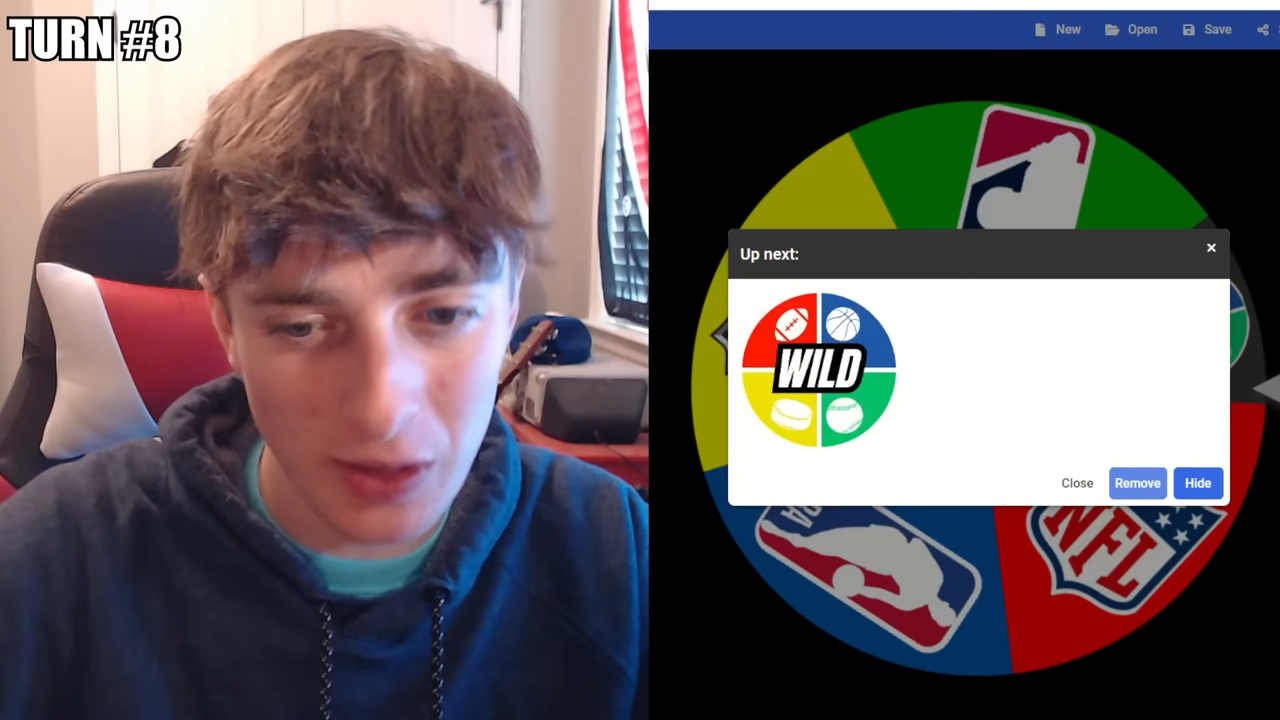 TURN #8
New
Open
Save
Up next:
WILD
Close
Remove
Hide
NFL